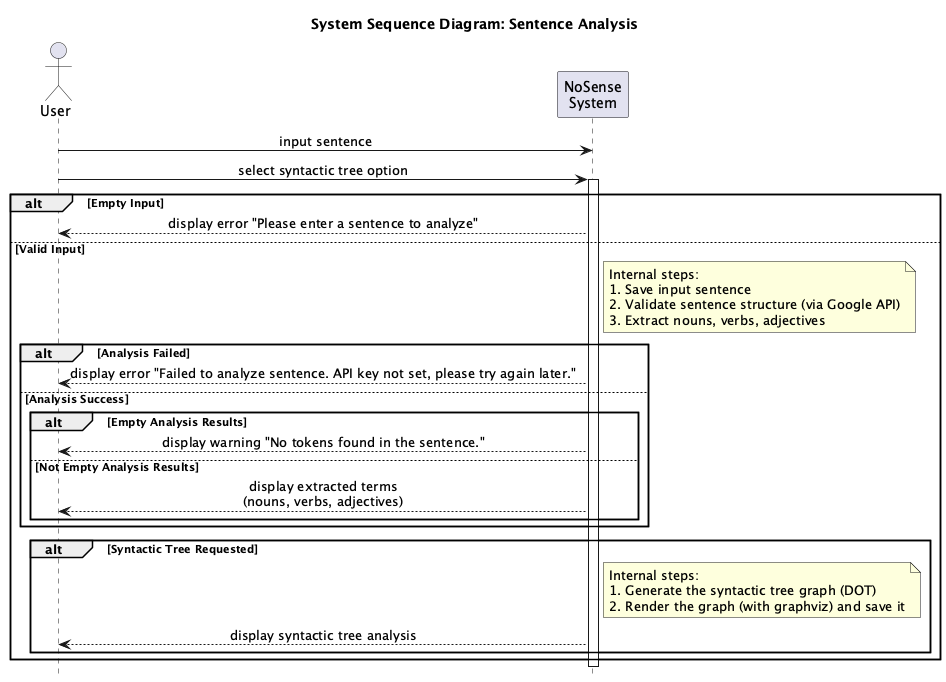 System Sequence Diagram: Sentence Analysis
User
NoSense
System
input sentence
select syntactic tree option
alt [Empty Input]
display error "Please enter a sentence to analyze"
[Valid Input]
Internal steps:
1. Save input sentence
2. Validate sentence structure (via Google API)
3. Extract nouns, verbs, adjectives
alt [Analysis Failed]
display error "Failed to analyze sentence. API key not set, please try again later."
[Analysis Success]
alt [Empty Analysis Results]
display warning "No tokens found in the sentence."
[Not Empty Analysis Results]
display extracted terms
(nouns, verbs, adjectives)
alt [Syntactic Tree Requested]
Internal steps:
1. Generate the syntactic tree graph (DOT)
2. Render the graph (with graphviz) and save it
display syntactic tree analysis